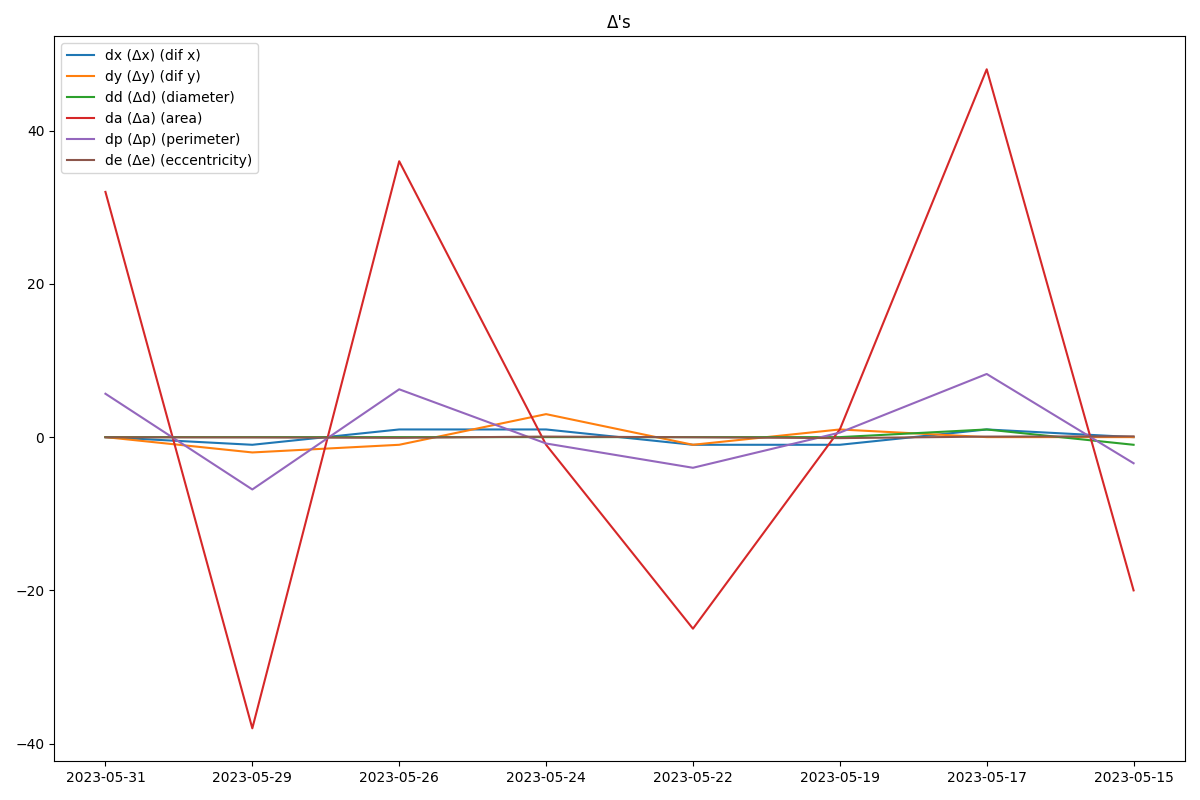 Δ's
dx (Δx) (dif x)
dy (Δy) (dif y)
dd (Δd) (diameter)
da (Δa) (area)
dp (Δp) (perimeter)
de (Δe) (eccentricity)
40
20
0
−20
−40
2023-05-31 2023-05-29 2023-05-26 2023-05-24 2023-05-22 2023-05-19 2023-05-17 2023-05-15